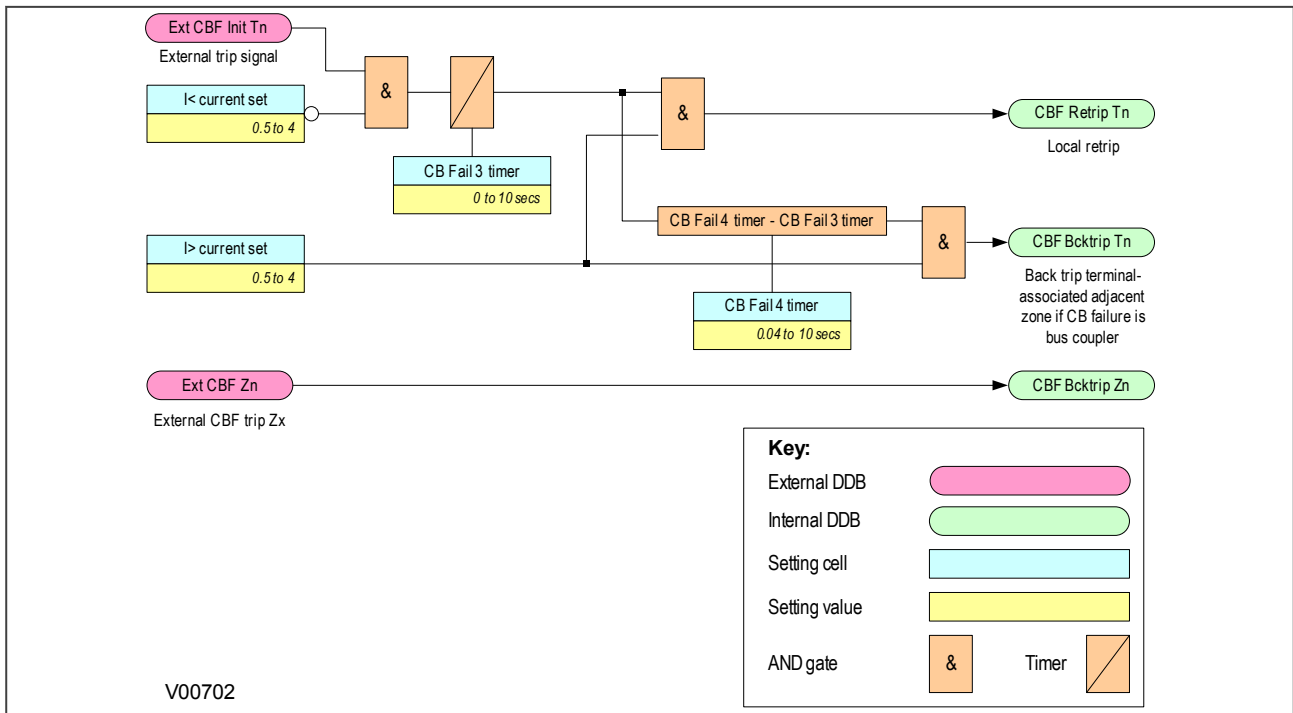 Ext CBF Init Tn
External trip signal
I< current set
0.5 to 4
&
CB Fail 3 timer
0 to 10 secs
&
CBF Retrip Tn
Local retrip
I> current set
0.5 to 4
CB Fail 4 timer - CB Fail 3 timer
&
CB Fail 4 timer
0.04 to 10 secs
CBF Bcktrip Tn
Back trip terminal-
associated adjacent
zone if CB failure is
bus coupler
Ext CBF Zn
External CBF trip Zx
CBF Bcktrip Zn
Key:
External DDB
Internal DDB
Setting cell
Setting value
AND gate & Timer
V00702